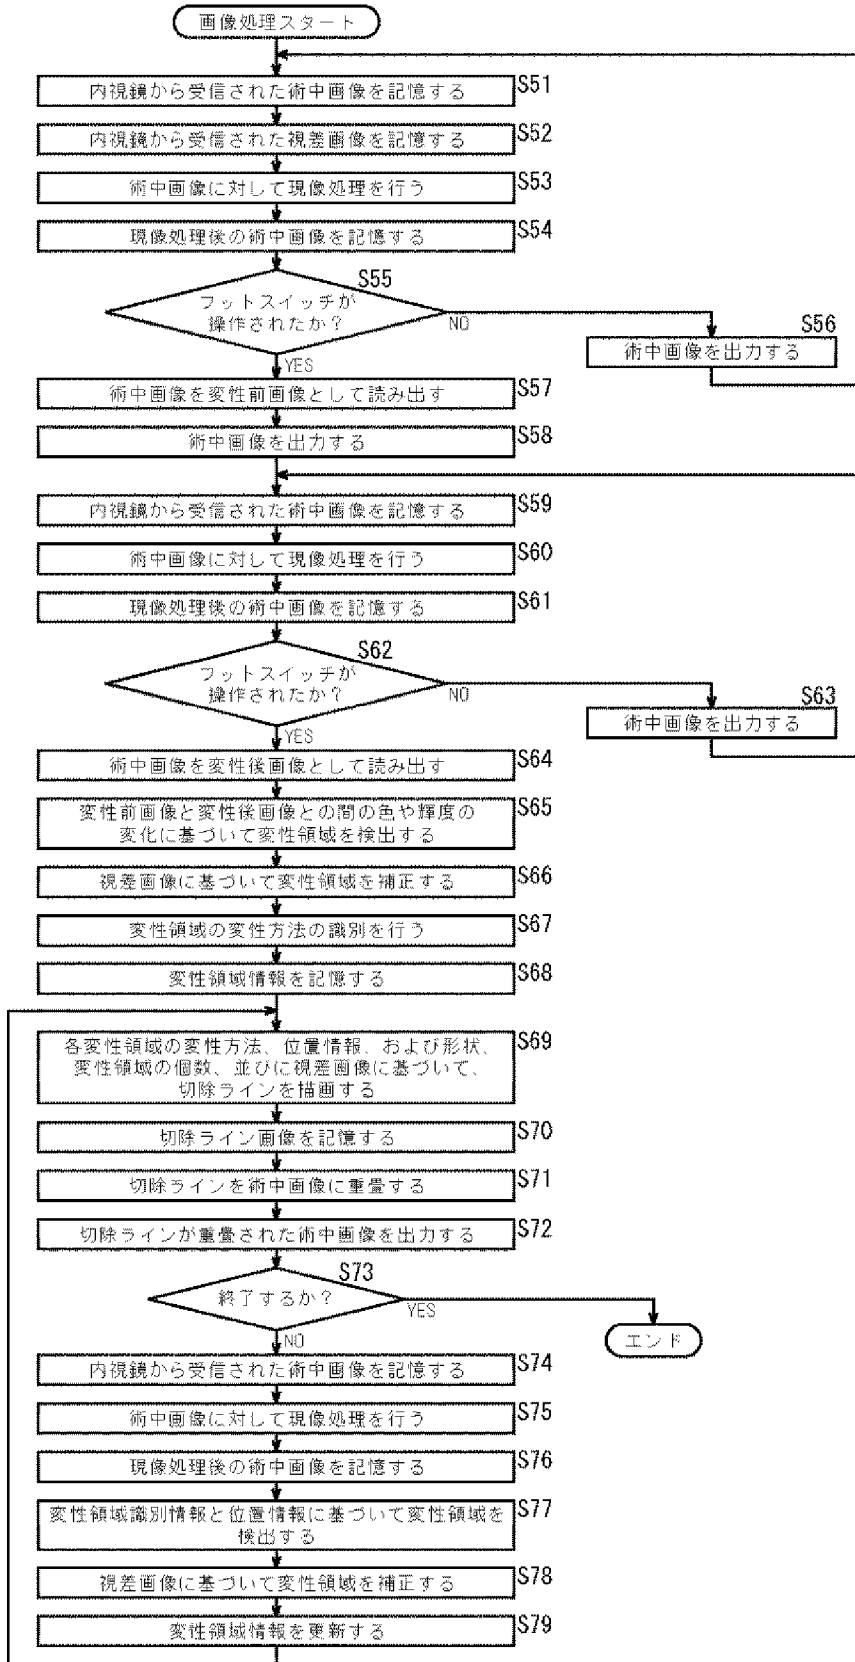 画像処理スタート
内視鏡から受信された術中画像を記憶する
S51
内視鏡から受信された視差画像を記憶する
S52
術中画像に対して現像処理を行う
S53
現像処理後の術中画像を記憶する
S54
S55
フットスイッチが
操作されたか？
NO
YES
S56
術中画像を出力する
術中画像を変性前画像として読み出す
S57
術中画像を出力する
S58
内視鏡から受信された術中画像を記憶する
S59
術中画像に対して現像処理を行う
S60
現像処理後の術中画像を記憶する
S61
S62
フットスイッチが
操作されたか？
NO
YES
S63
術中画像を出力する
術中画像を変性後画像として読み出す
S64
変性前画像と変性後画像との間の色や輝度の
変化に基づいて変性領域を検出する
S65
視差画像に基づいて変性領域を補正する
S66
変性領域の変性方法の識別を行う
S67
変性領域情報を記憶する
S68
各変性領域の変性方法、位置情報、および形状、
変性領域の個数、並びに視差画像に基づいて、
切除ラインを描画する
S69
切除ライン画像を記憶する
S70
切除ラインを術中画像に重畳する
S71
切除ラインが重畳された術中画像を出力する
S72
S73
終了するか？
YES
NO
エンド
内視鏡から受信された術中画像を記憶する
S74
術中画像に対して現像処理を行う
S75
現像処理後の術中画像を記憶する
S76
変性領域識別情報と位置情報に基づいて変性領域を
検出する
S77
視差画像に基づいて変性領域を補正する
S78
変性領域情報を更新する
S79